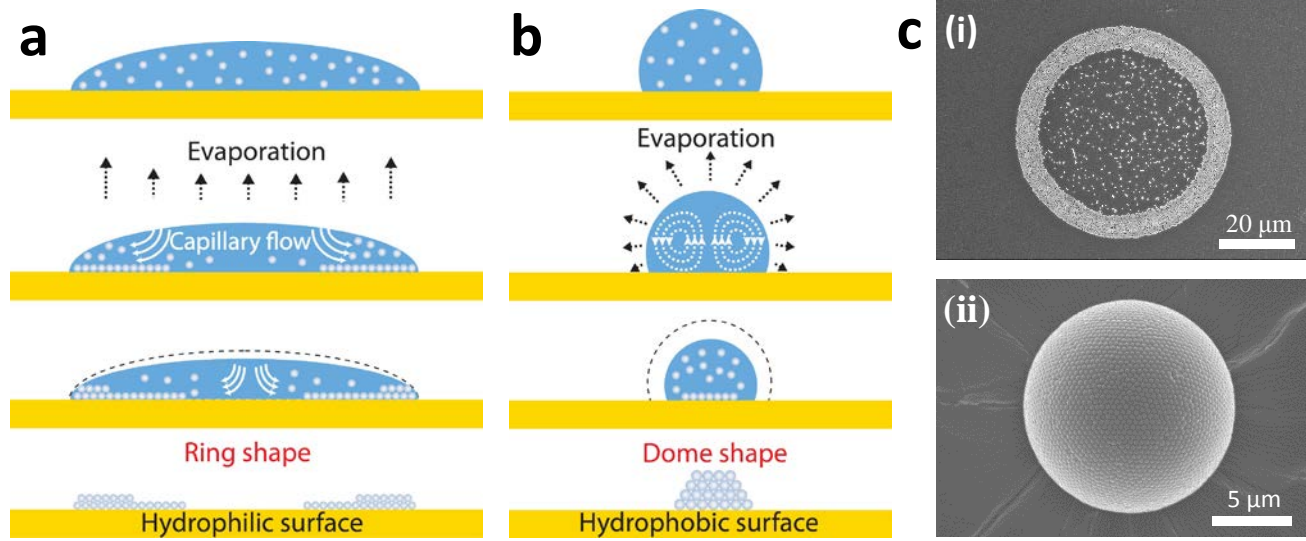 a
Evaporation
Capillary flow
Ring shape
Hydrophilic surface
b
Evaporation
Dome shape
Hydrophobic surface
c
(i)
20 μm
(ii)
5 μm